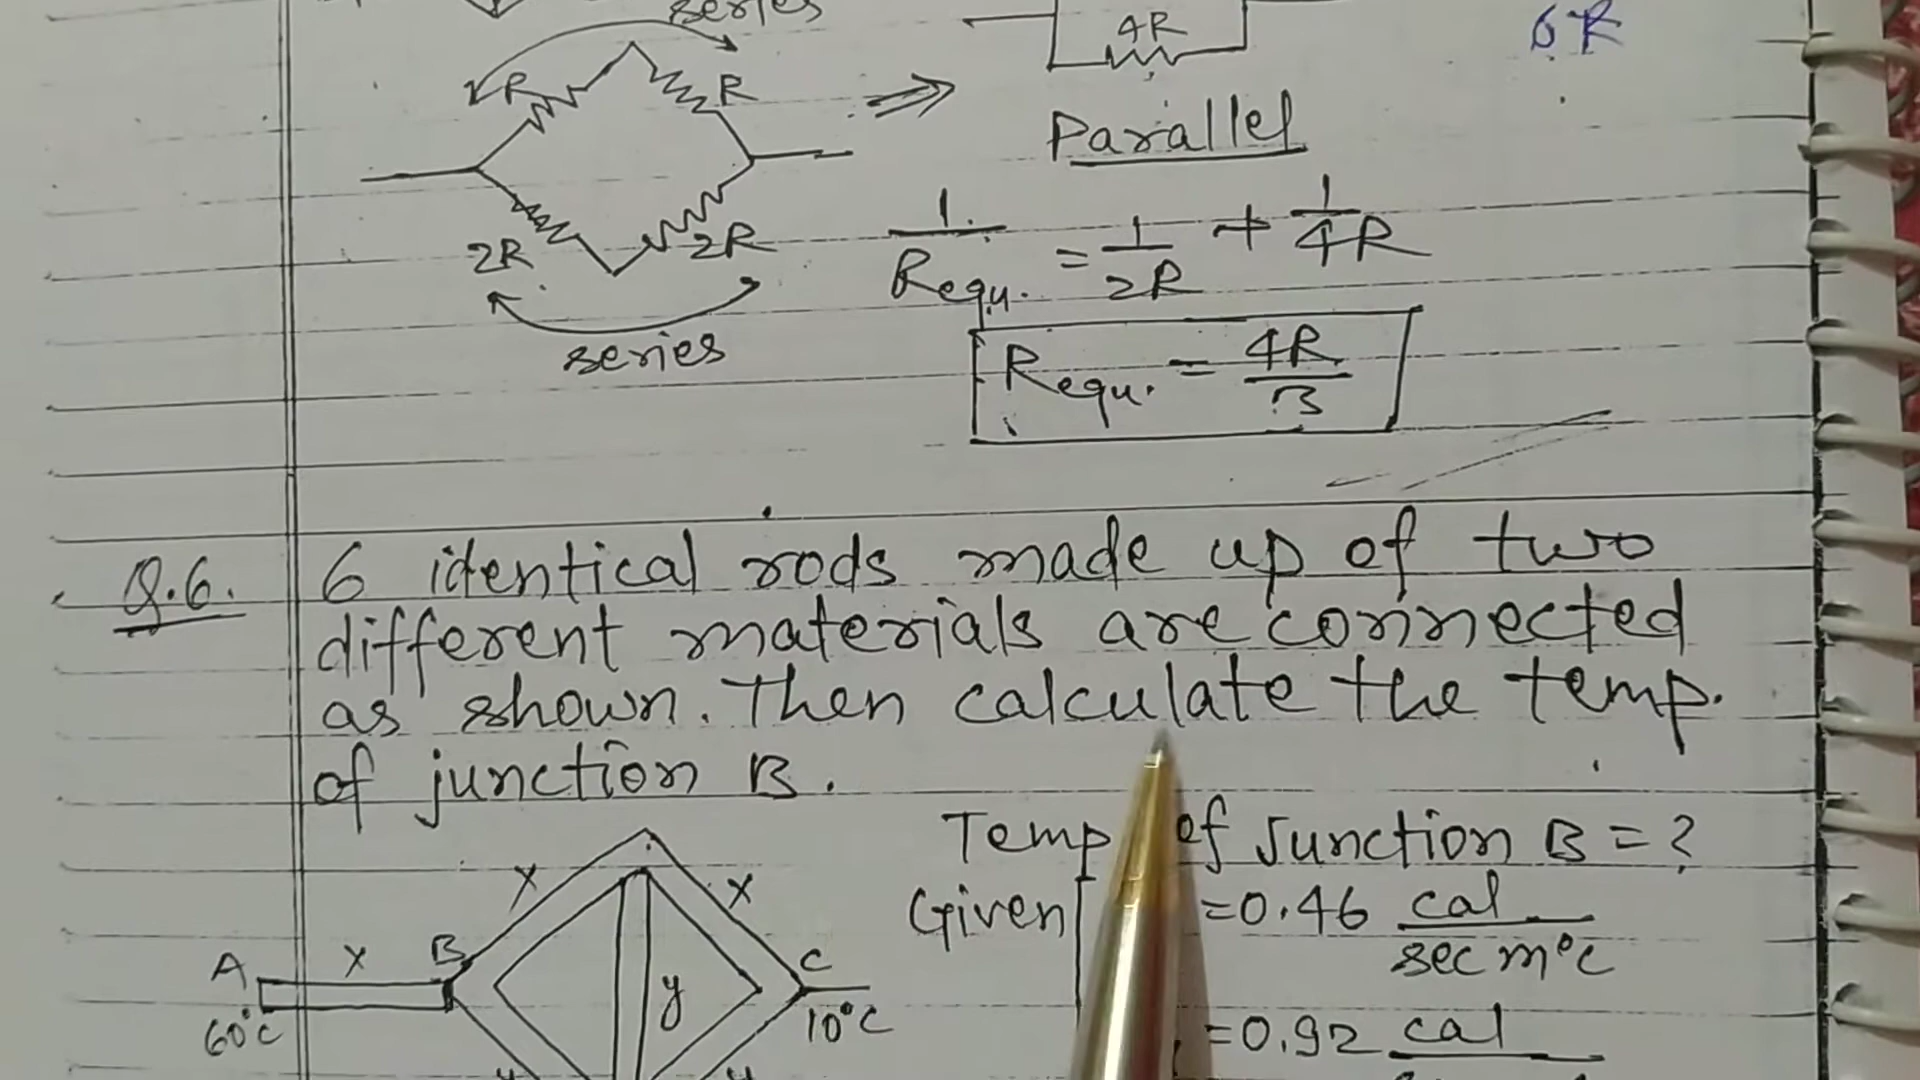 series
4R
6R
R R
Parallel
2R 2R
1/Requ. = 1/2R + 1/4R
series
Requ. = 4R/3
Q.6. 6 identical rods made up of two
different materials are connected
as shown. Then calculate the temp.
of junction B.
Temp of Junction B = ?
x x
Given =0.46 cal/sec m°c
A x B C
y
60°c 10°c
=0.92 cal